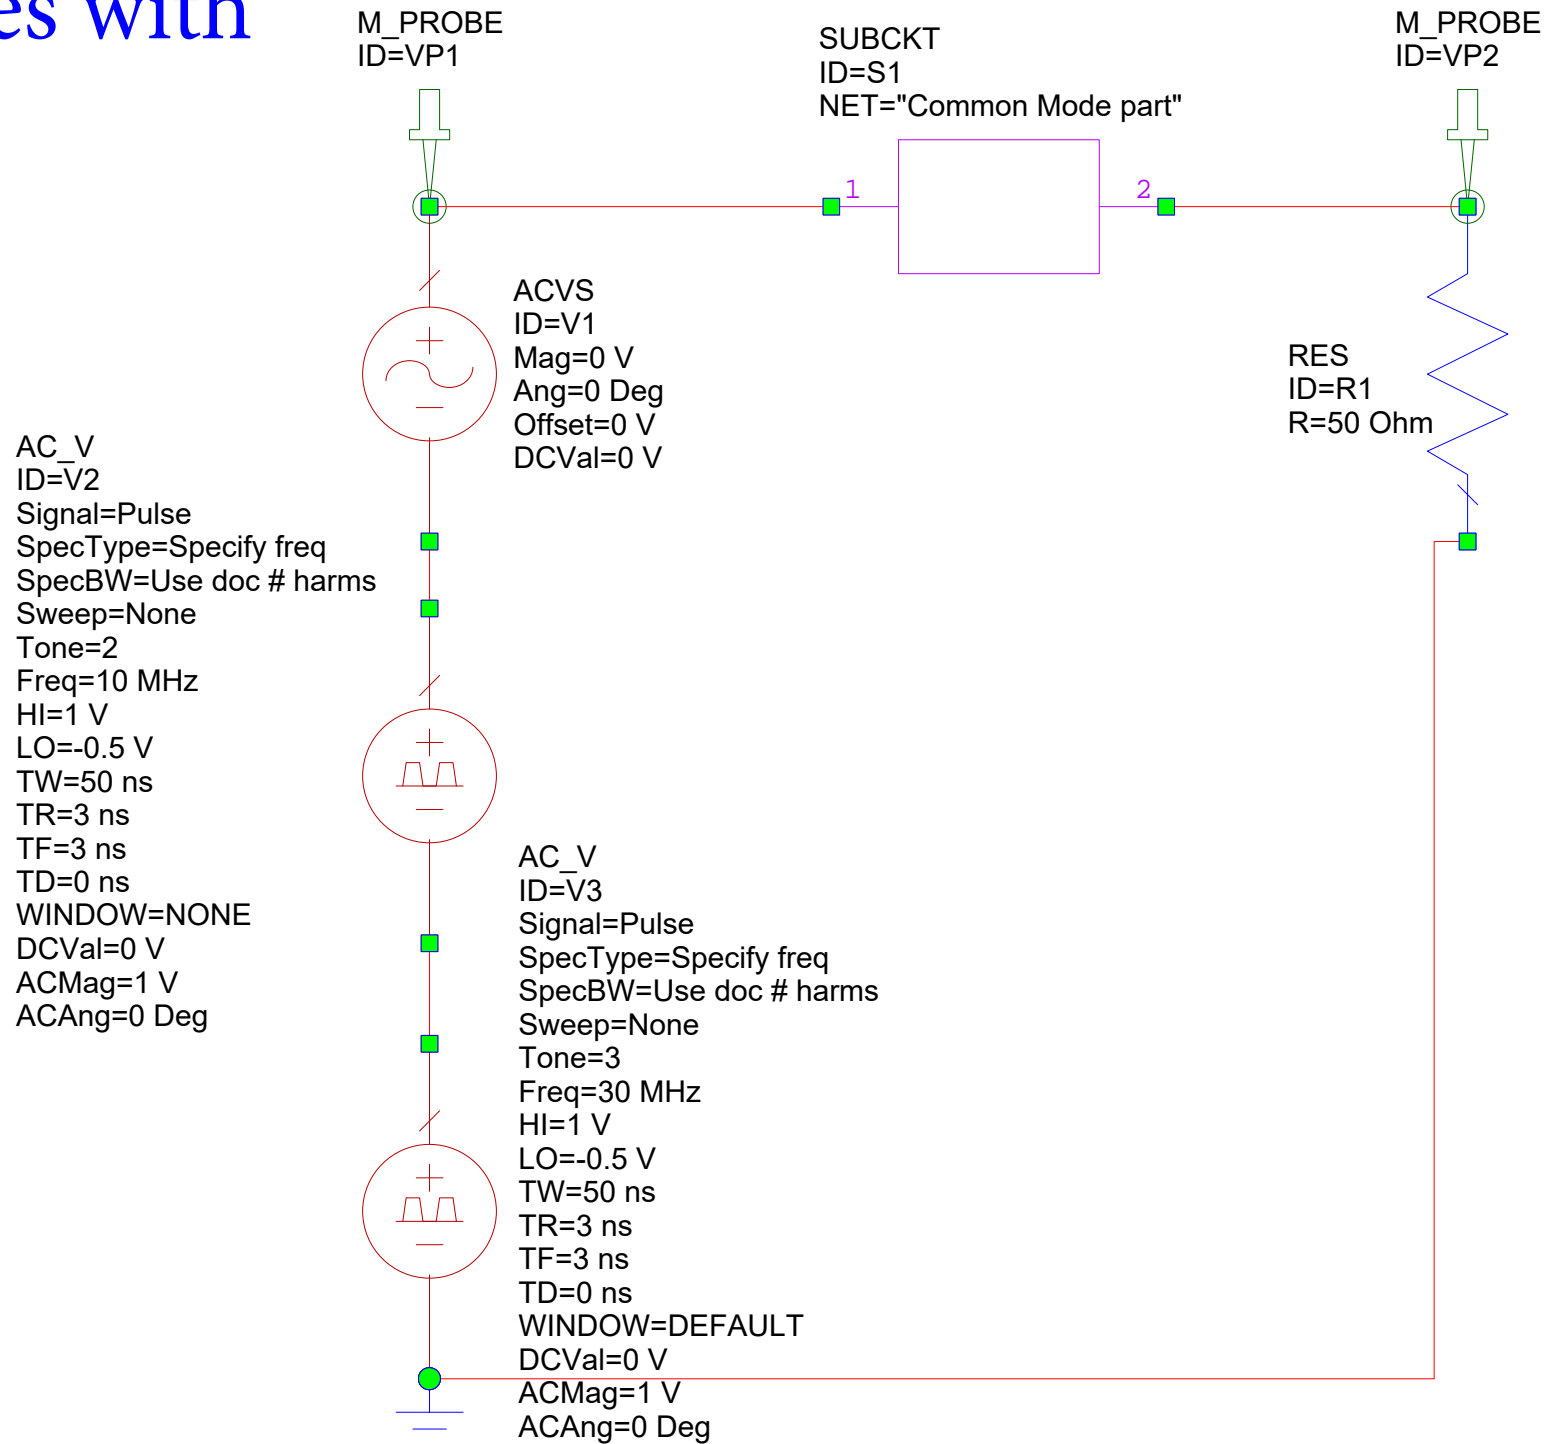 es with
M_PROBE
ID=VP1
SUBCKT
ID=S1
NET="Common Mode part"
M_PROBE
ID=VP2
1
2
ACVS
ID=V1
Mag=0 V
Ang=0 Deg
Offset=0 V
DCVal=0 V
RES
ID=R1
R=50 Ohm
AC_V
ID=V2
Signal=Pulse
SpecType=Specify freq
SpecBW=Use doc # harms
Sweep=None
Tone=2
Freq=10 MHz
HI=1 V
LO=-0.5 V
TW=50 ns
TR=3 ns
TF=3 ns
TD=0 ns
WINDOW=NONE
DCVal=0 V
ACMag=1 V
ACAng=0 Deg
AC_V
ID=V3
Signal=Pulse
SpecType=Specify freq
SpecBW=Use doc # harms
Sweep=None
Tone=3
Freq=30 MHz
HI=1 V
LO=-0.5 V
TW=50 ns
TR=3 ns
TF=3 ns
TD=0 ns
WINDOW=DEFAULT
DCVal=0 V
ACMag=1 V
ACAng=0 Deg